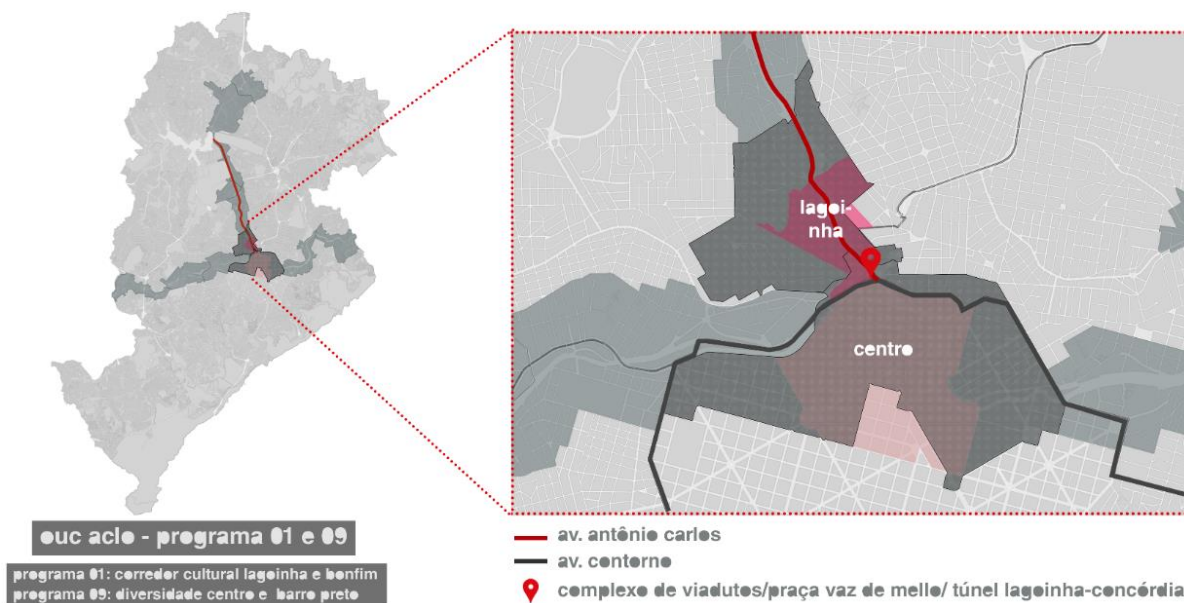 lagoi-
nha
centro
ouc aclo - programa 01 e 09
programa 01: corredor cultural lagoinha e bonfim
programa 09: diversidade centro e barro preto
av. antônio carlos
av. contorno
complexo de viadutos/praça vaz de mello/ túnel lagoinha-concórdia